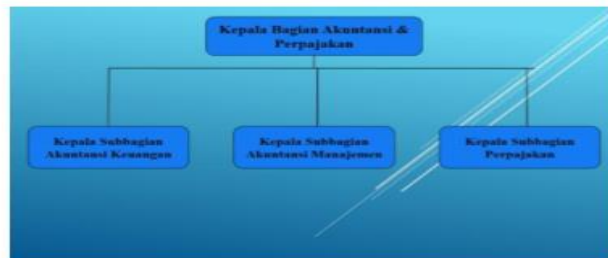 Kepala Bagian Akuntansi &
Perpajakan
Kepala Subbagian
Akuntansi Keuangan
Kepala Subbagian
Akuntansi Manajemen
Kepala Subbagian
Perpajakan